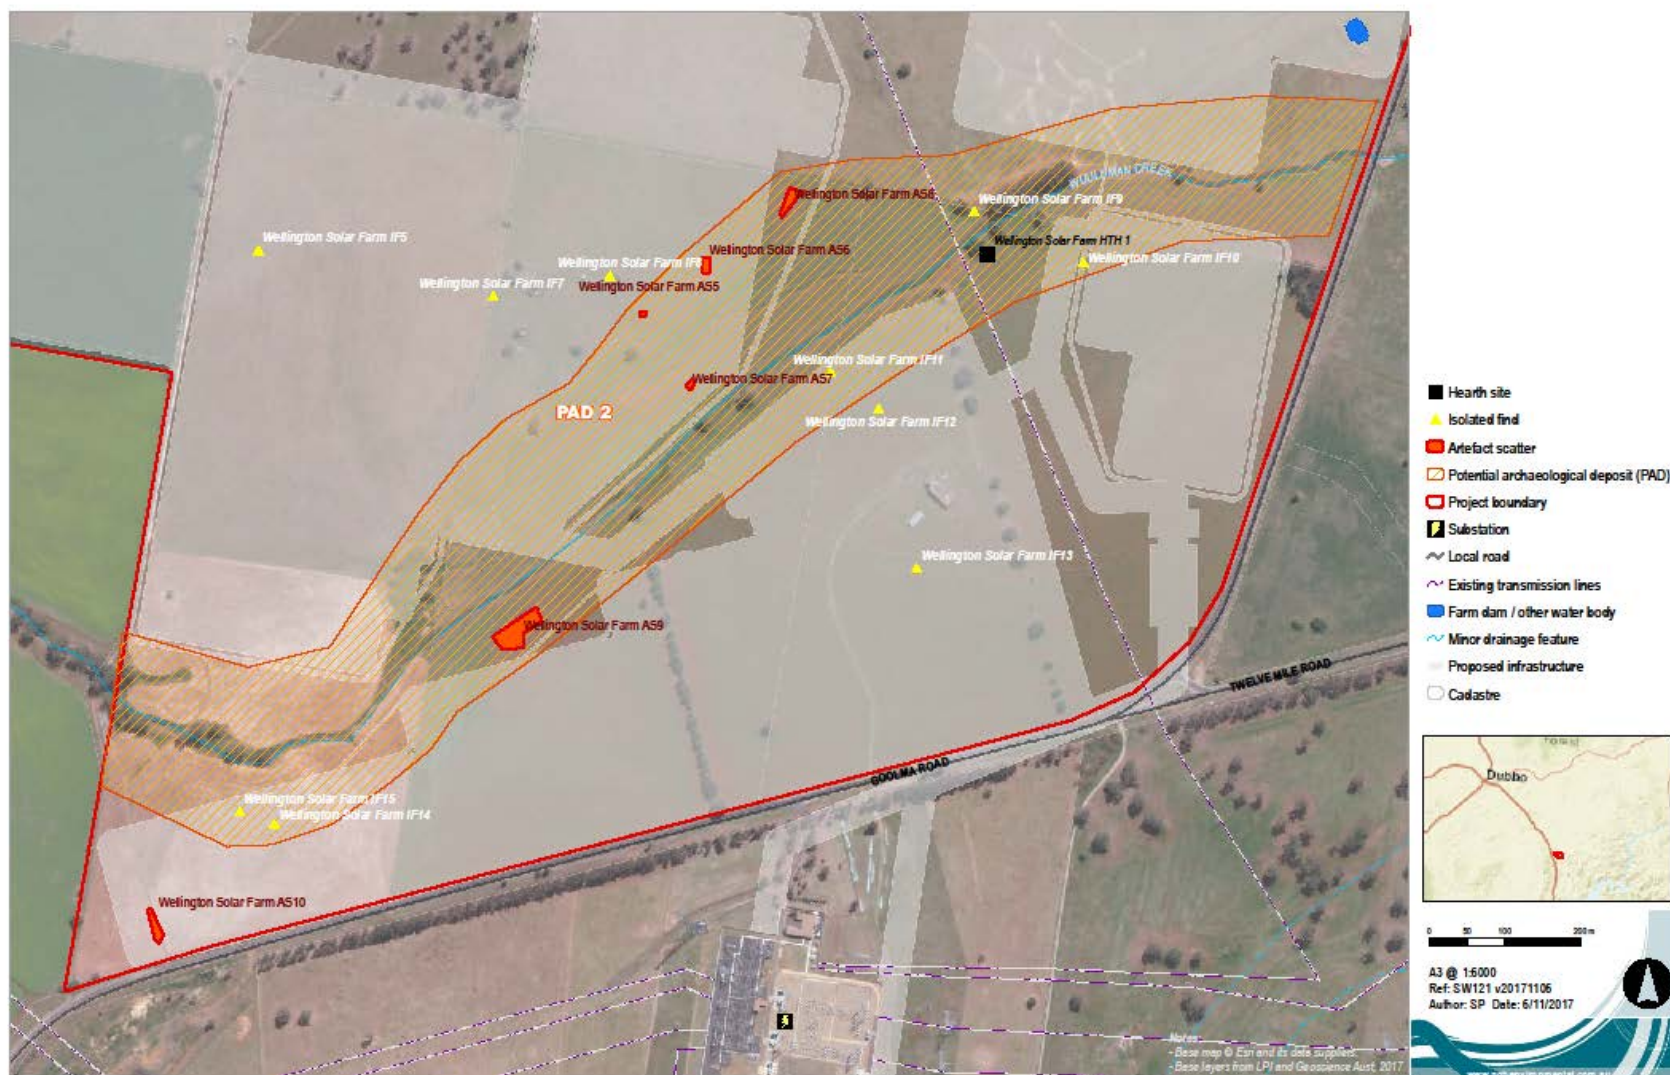 WUULUMAN CREEK
Wellington Solar Farm AS8
Wellington Solar Farm IF9
Wellington Solar Farm IF5
Wellington Solar Farm AS6
Wellington Solar Farm HTH 1
Wellington Solar Farm IF8
Wellington Solar Farm IF10
Wellington Solar Farm IF7
Wellington Solar Farm AS5
Wellington Solar Farm IF11
Wellington Solar Farm AS7
PAD 2
Wellington Solar Farm IF12
Wellington Solar Farm IF13
Wellington Solar Farm AS9
TWELVE MILE ROAD
GOOLMA ROAD
Wellington Solar Farm IF15
Wellington Solar Farm IF14
Wellington Solar Farm AS10
Notes:
- Base map © Esri and its data suppliers.
- Base layers from LPI and Geoscience Aust, 2017.
Hearth site
Isolated find
Artefact scatter
Potential archaeological deposit (PAD)
Project boundary
Substation
Local road
Existing transmission lines
Farm dam / other water body
Minor drainage feature
Proposed infrastructure
Cadastre
Dubbo
0 50 100 200 m
A3 @ 1:6000
Ref: SW121 v20171106
Author: SP Date: 6/11/2017